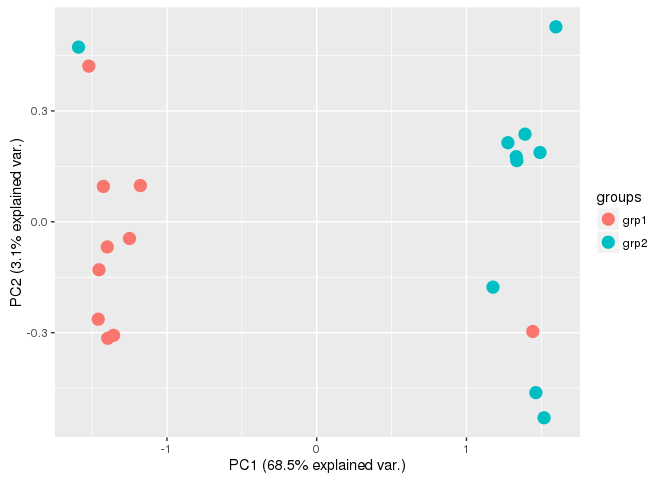 0.3
0.0
-0.3
PC2 (3.1% explained var.)
-1
0
1
PC1 (68.5% explained var.)
groups
grp1
grp2